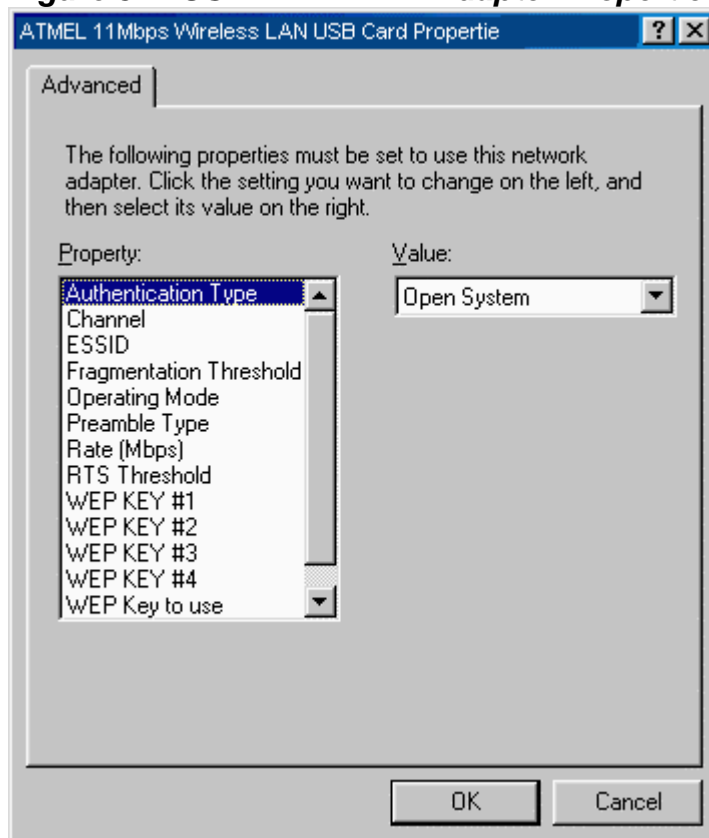 ATMEL 11Mbps Wireless LAN USB Card Propertie
Advanced
The following properties must be set to use this network
adapter. Click the setting you want to change on the left, and
then select its value on the right.
Property:
Value:
Authentication Type
Open System
Channel
ESSID
Fragmentation Threshold
Operating Mode
Preamble Type
Rate (Mbps)
RTS Threshold
WEP KEY #1
WEP KEY #2
WEP KEY #3
WEP KEY #4
WEP Key to use
OK
Cancel